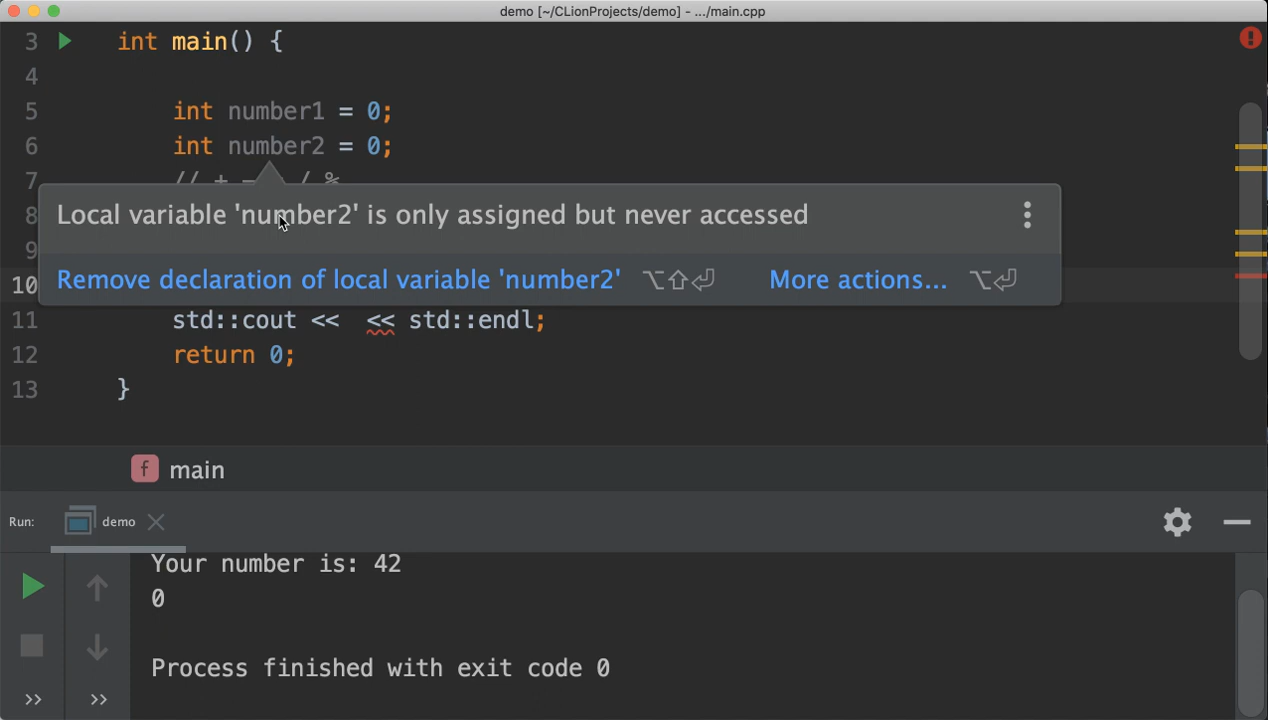 demo [~/CLionProjects/demo] - .../main.cpp
3 int main() {
4
5 int number1 = 0;
6 int number2 = 0;
7 // + - / %
8
Local variable 'number2' is only assigned but never accessed
9
10
Remove declaration of local variable 'number2' ⌥⇧⏎ More actions... ⌥⏎
11 std::cout << << std::endl;
12 return 0;
13 }
f main
Run: demo
Your number is: 42
0
Process finished with exit code 0